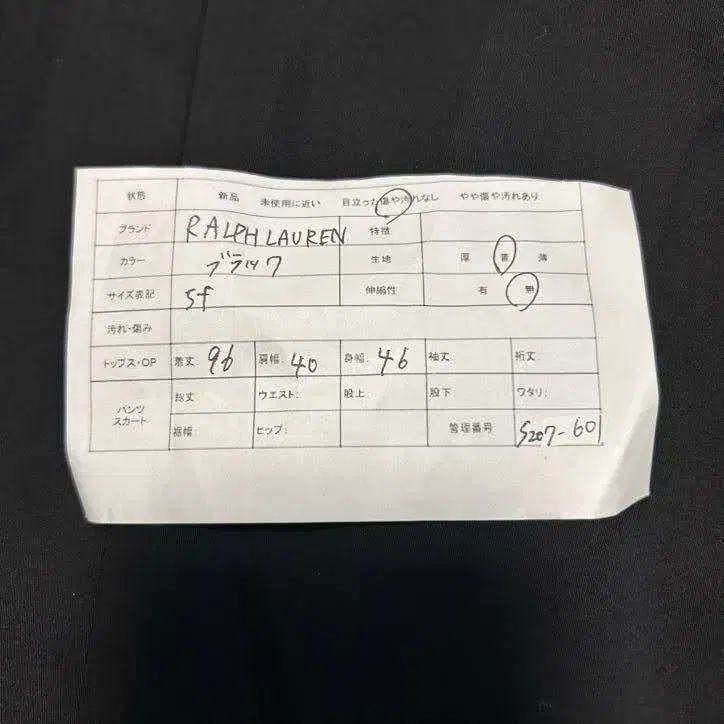 状態 新品 未使用に近い 目立った傷や汚れなし やや傷や汚れあり
ブランド RALPH LAUREN 特徴
カラー ブラック 生地 厚 普 薄
サイズ表記 5f 伸縮性 有 無
汚れ・傷み
トップス・OP 着丈 96 肩幅: 40 身幅: 46 袖丈: 裄丈:
パンツ スカート 総丈 ウエスト: 股上: 股下 ワタリ:
裾幅: ヒップ: 管理番号 S207-601